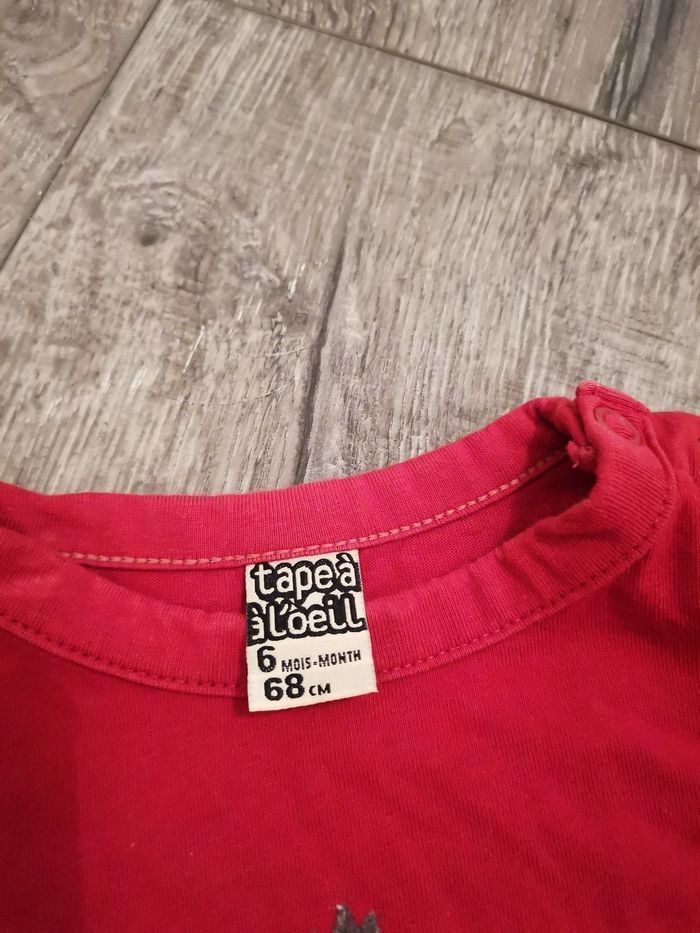 tape à
à l'oeil
6 MOIS-MONTH
68 CM